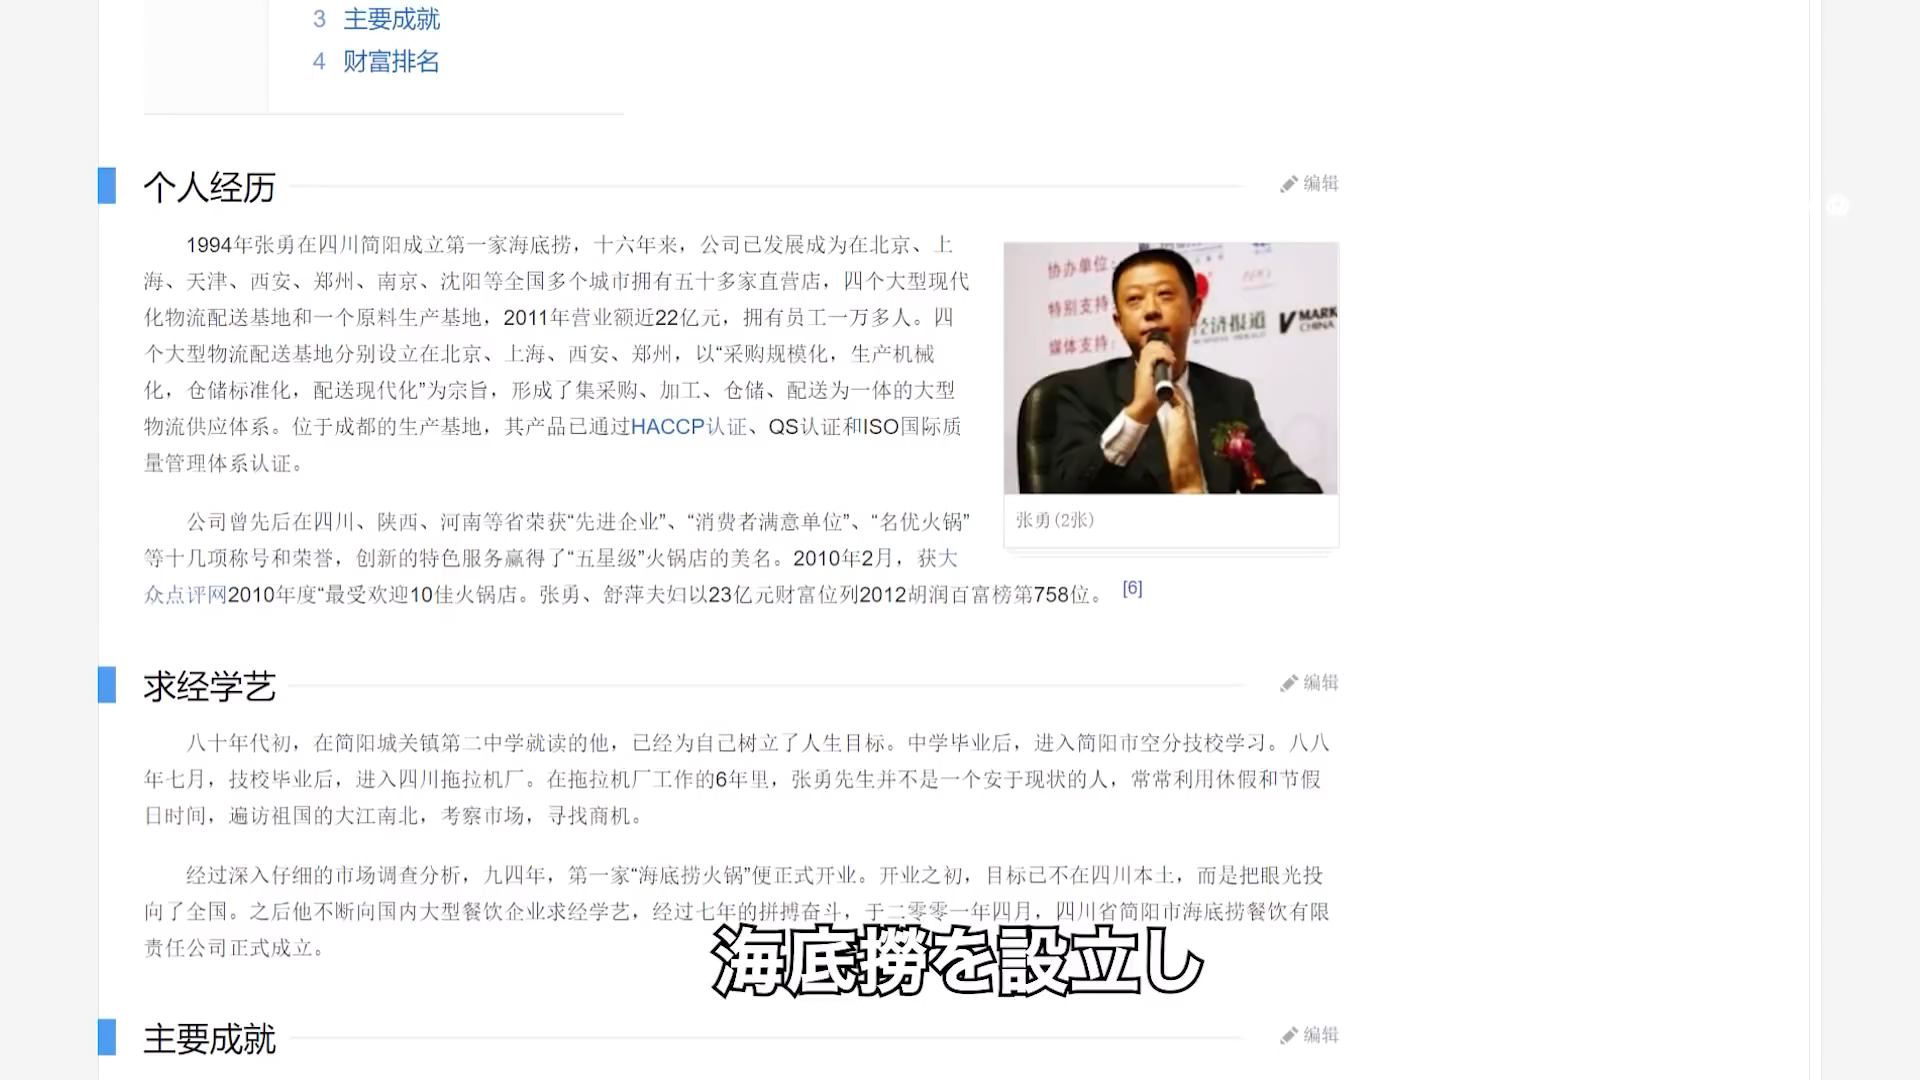 3 主要成就
4 财富排名
个人经历
编辑
1994年张勇在四川简阳成立第一家海底捞，十六年来，公司已发展成为在北京、上
海、天津、西安、郑州、南京、沈阳等全国多个城市拥有五十多家直营店，四个大型现代
化物流配送基地和一个原料生产基地，2011年营业额近22亿元，拥有员工一万多人。四
个大型物流配送基地分别设立在北京、上海、西安、郑州，以“采购规模化，生产机械
化，仓储标准化，配送现代化”为宗旨，形成了集采购、加工、仓储、配送为一体的大型
物流供应体系。位于成都的生产基地，其产品已通过HACCP认证、QS认证和ISO国际质
量管理体系认证。
协办单位：
特别支持
媒体支持：
经济报道
MARK
CHINA
张勇(2张)
公司曾先后在四川、陕西、河南等省荣获“先进企业”、“消费者满意单位”、“名优火锅”
等十几项称号和荣誉，创新的特色服务赢得了“五星级”火锅店的美名。2010年2月，获大
众点评网2010年度“最受欢迎10佳火锅店。张勇、舒萍夫妇以23亿元财富位列2012胡润百富榜第758位。 [6]
求经学艺
编辑
八十年代初，在简阳城关镇第二中学就读的他，已经为自己树立了人生目标。中学毕业后，进入简阳市空分技校学习。八八
年七月，技校毕业后，进入四川拖拉机厂。在拖拉机厂工作的6年里，张勇先生并不是一个安于现状的人，常常利用休假和节假
日时间，遍访祖国的大江南北，考察市场，寻找商机。
经过深入仔细的市场调查分析，九四年，第一家“海底捞火锅”便正式开业。开业之初，目标已不在四川本土，而是把眼光投
向了全国。之后他不断向国内大型餐饮企业求经学艺，经过七年的拼搏奋斗，于二零零一年四月，四川省简阳市海底捞餐饮有限
责任公司正式成立。
海底撈を設立し
主要成就
编辑